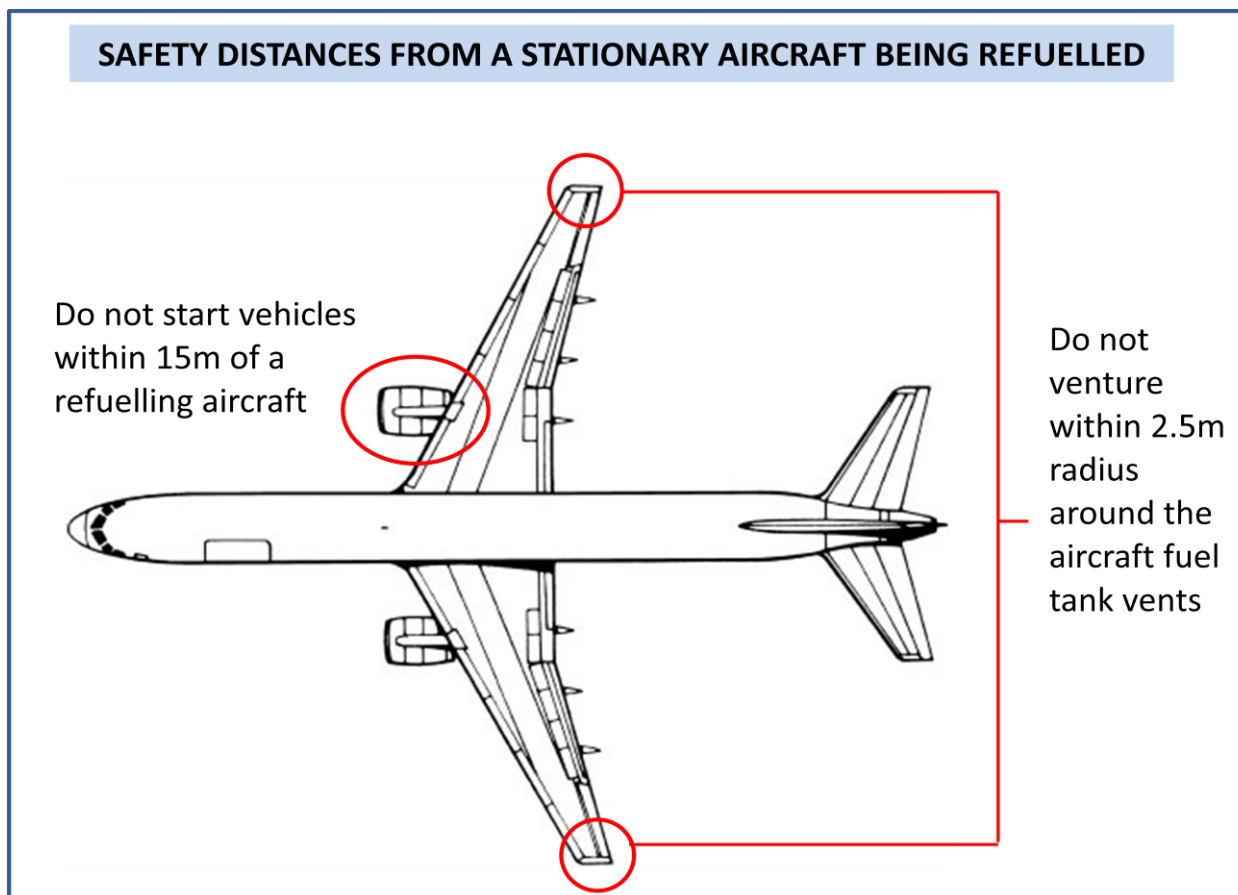 SAFETY DISTANCES FROM A STATIONARY AIRCRAFT BEING REFUELLED
Do not start vehicles
within 15m of a
refuelling aircraft
Do not
venture
within 2.5m
radius
around the
aircraft fuel
tank vents